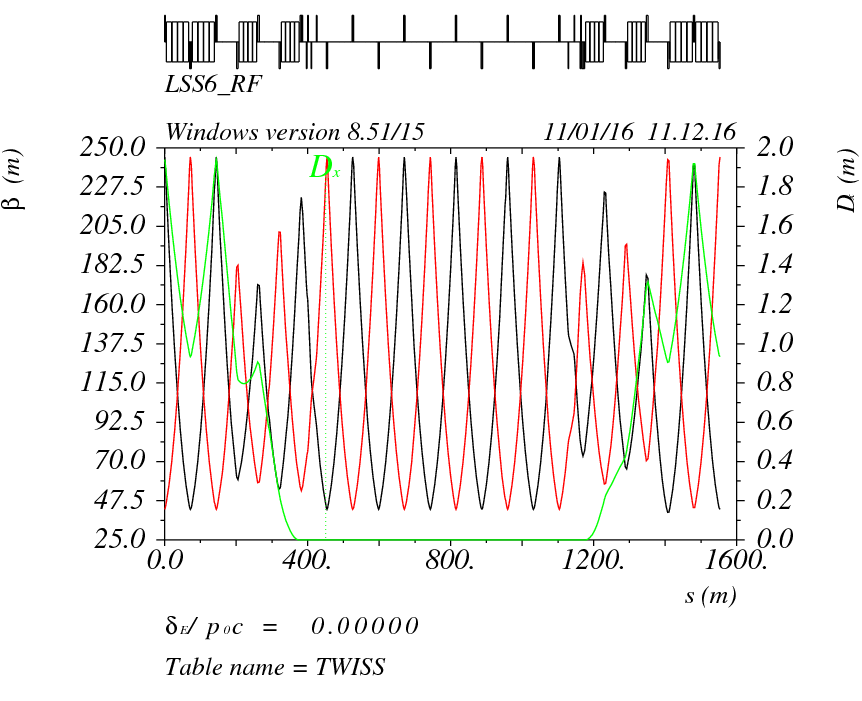 LSS6_RF
Windows version 8.51/15 11/01/16 11.12.16
β (m)
250.0
227.5
205.0
182.5
160.0
137.5
115.0
92.5
70.0
47.5
25.0
Dx
2.0
1.8
1.6
1.4
1.2
1.0
0.8
0.6
0.4
0.2
0.0
D (m)
0.0 400. 800. 1200. 1600.
s (m)
δE/ p0c = 0.00000
Table name = TWISS